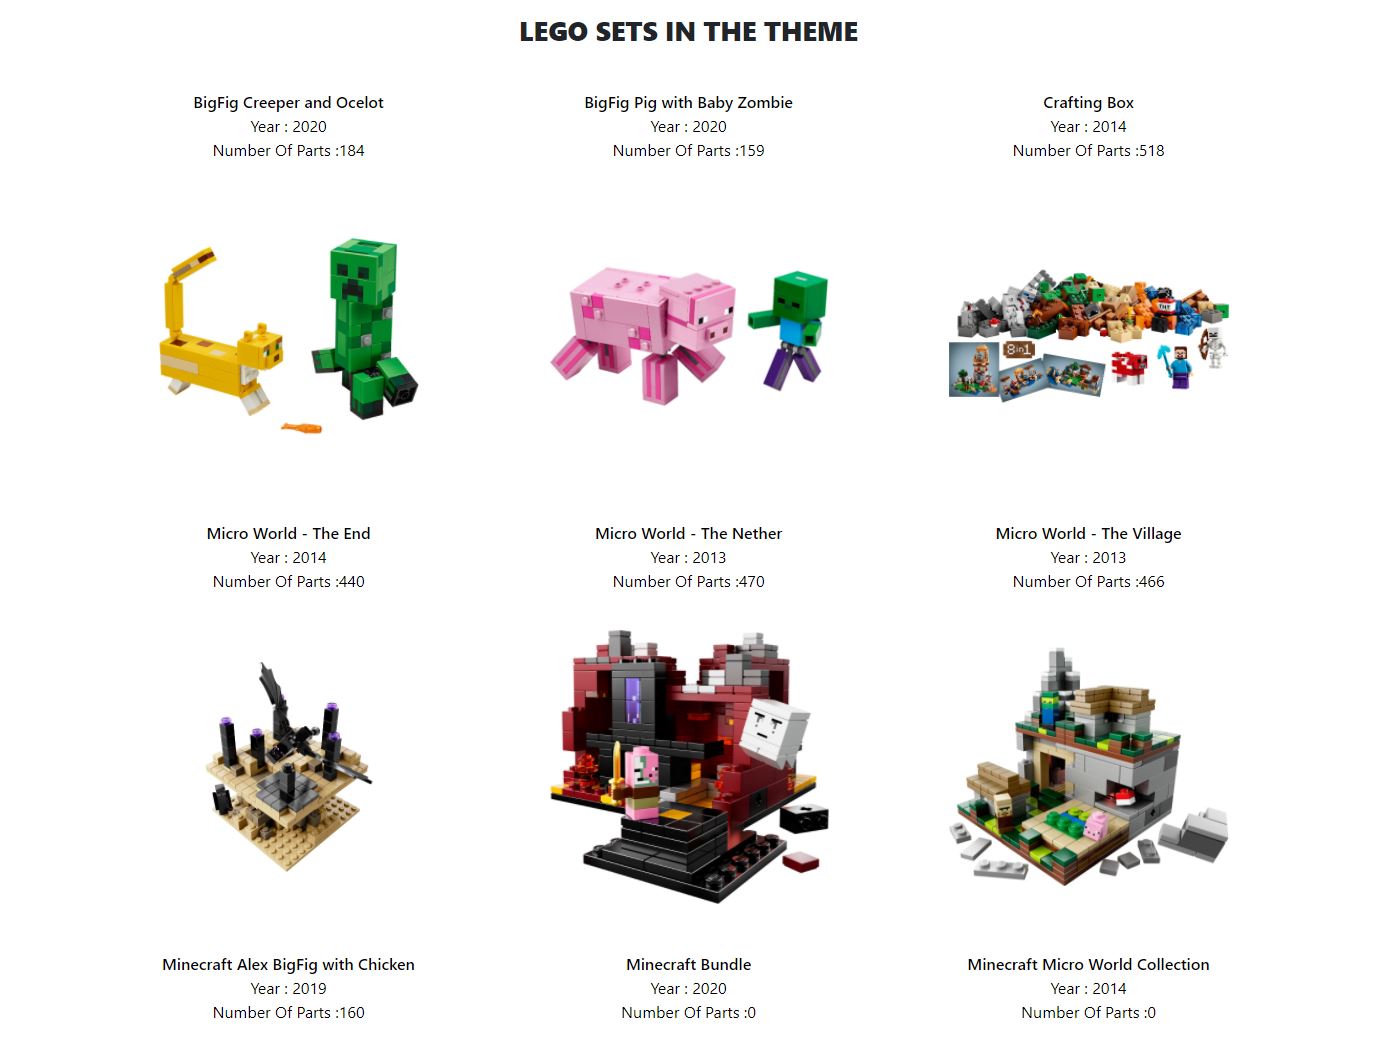 LEGO SETS IN THE THEME
BigFig Creeper and Ocelot
Year : 2020
Number Of Parts :184
BigFig Pig with Baby Zombie
Year : 2020
Number Of Parts :159
Crafting Box
Year : 2014
Number Of Parts :518
TNT
8in1
Micro World - The End
Year : 2014
Number Of Parts :440
Micro World - The Nether
Year : 2013
Number Of Parts :470
Micro World - The Village
Year : 2013
Number Of Parts :466
Minecraft Alex BigFig with Chicken
Year : 2019
Number Of Parts :160
Minecraft Bundle
Year : 2020
Number Of Parts :0
Minecraft Micro World Collection
Year : 2014
Number Of Parts :0